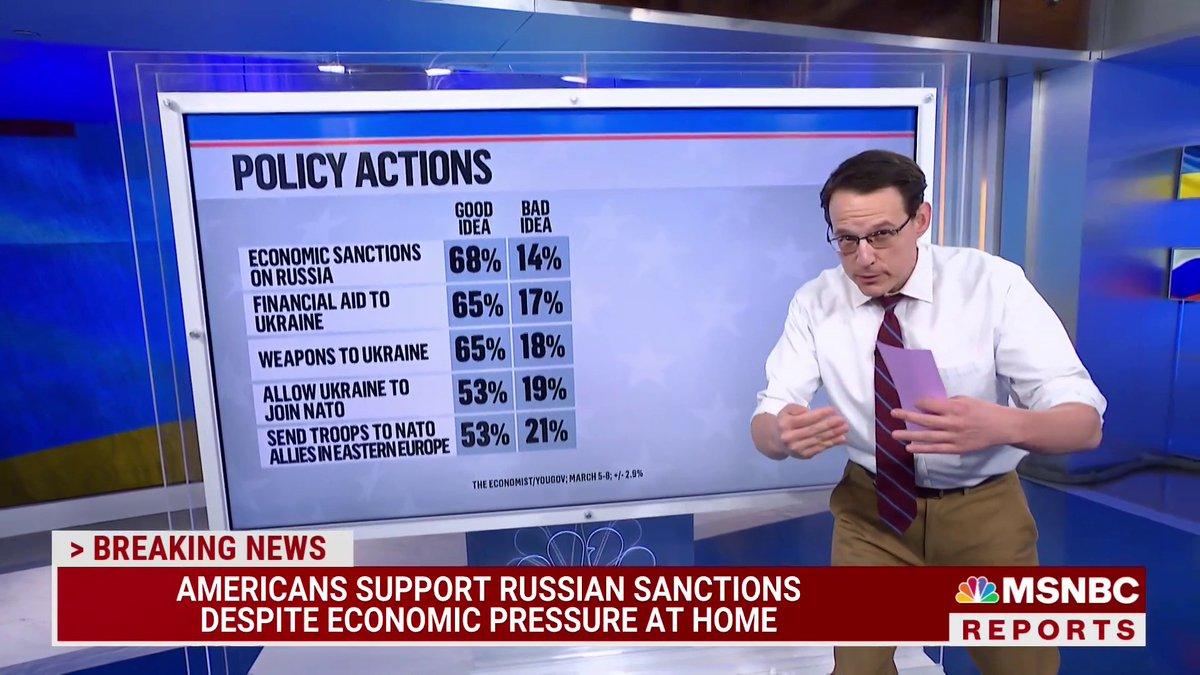 POLICY ACTIONS
GOOD IDEA
BAD IDEA
ECONOMIC SANCTIONS
ON RUSSIA
68% 14%
FINANCIAL AID TO
UKRAINE
65% 17%
WEAPONS TO UKRAINE 65% 18%
ALLOW UKRAINE TO
JOIN NATO
53% 19%
SEND TROOPS TO NATO
ALLIES IN EASTERN EUROPE
53% 21%
THE ECONOMIST/YOUGOV; MARCH 5-8; +/- 2.9%
> BREAKING NEWS
AMERICANS SUPPORT RUSSIAN SANCTIONS
DESPITE ECONOMIC PRESSURE AT HOME
MSNBC
REPORTS